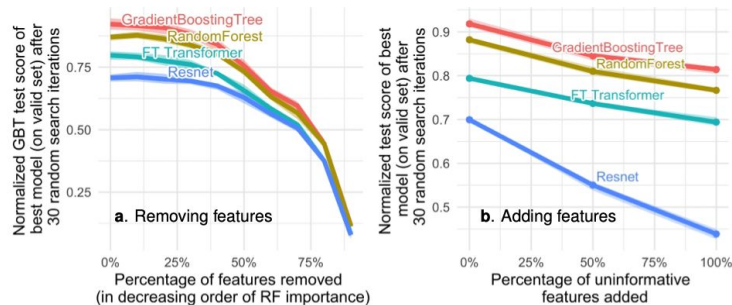 Normalized GBT test score of
best model (on valid set) after
30 random search iterations
0.75
0.50
0.25
GradientBoostingTree
RandomForest
FT Transformer
Resnet
a. Removing features
0%
25%
50%
75%
Percentage of features removed
(in decreasing order of RF importance)
Normalized test score of best
model (on valid set) after
30 random search iterations
0.9
0.8
0.7
0.6
0.5
GradientBoostingTree
RandomForest
FT Transformer
Resnet
b. Adding features
0%
25%
50%
75%
100%
Percentage of uninformative
features added